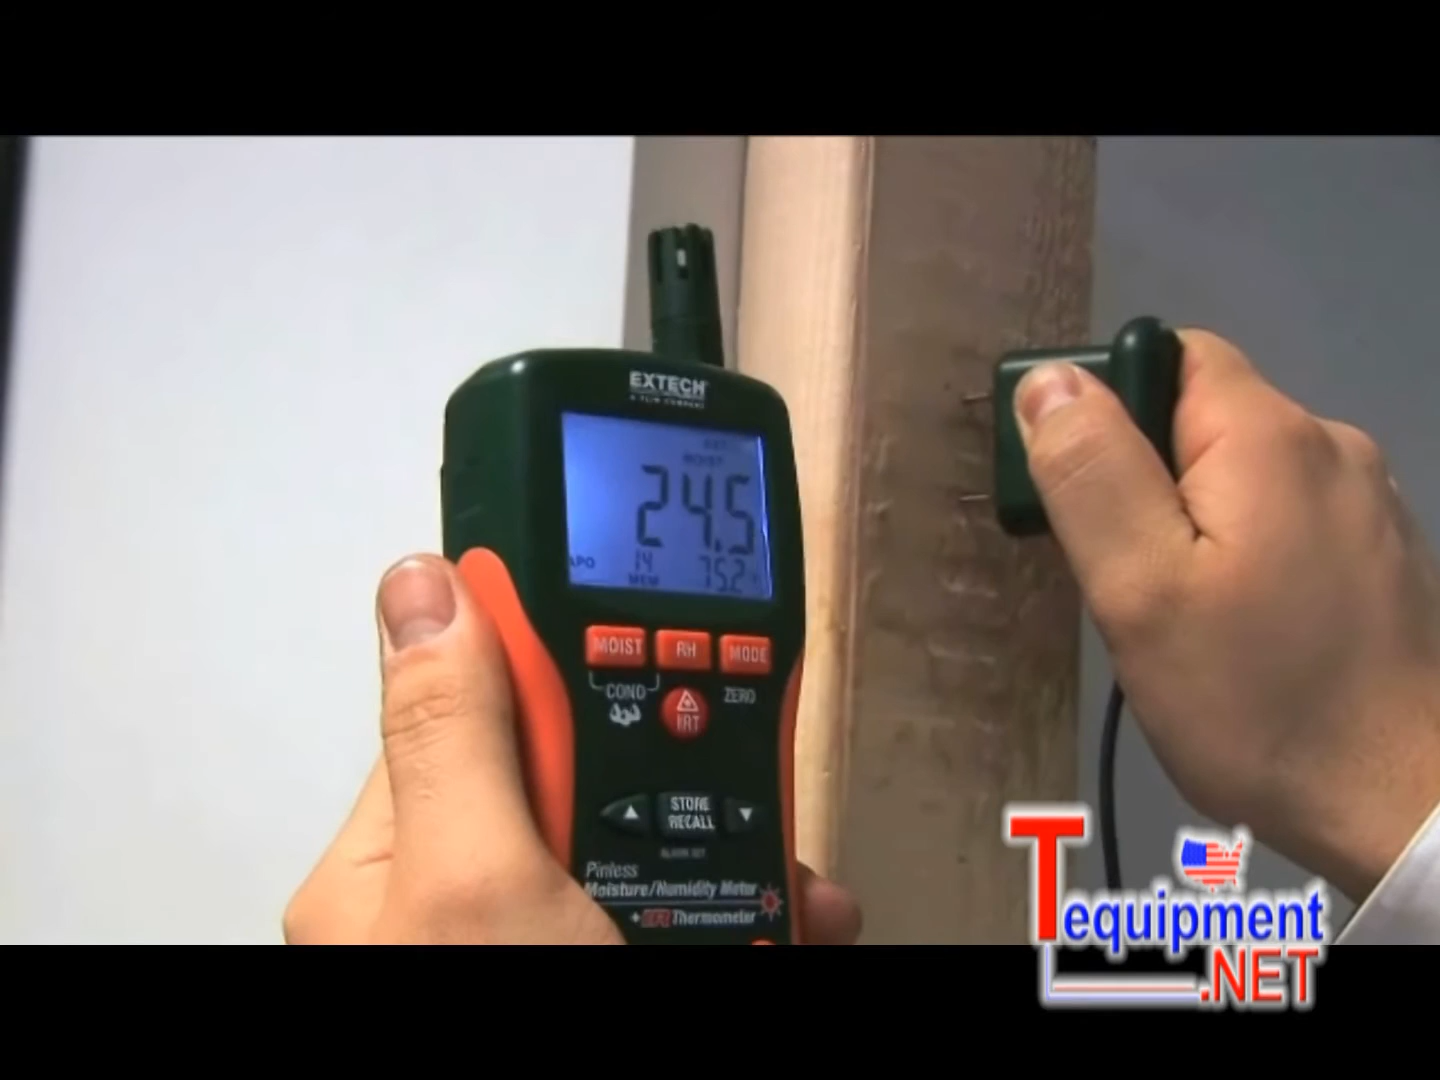 EXTECH
MOIST
24.5
APO
14
75.2
MEM
MOIST
RH
MODE
COND
ZERO
IRT
STORE
RECALL
Pinless
Moisture/Humidity Meter
+ IR Thermometer
Tequipment
.NET